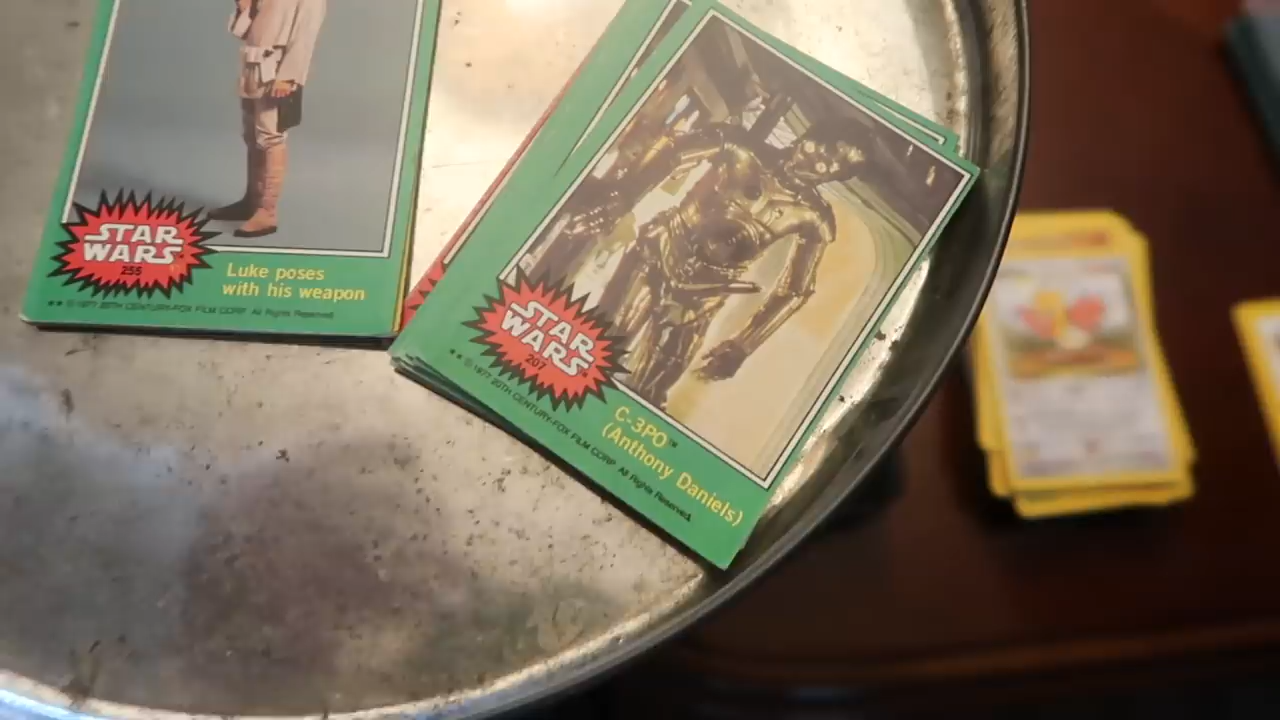 STAR
WARS
255
Luke poses
with his weapon
★★ © 1977 20TH CENTURY-FOX FILM CORP. All Rights Reserved.
STAR
WARS™
207
C-3PO™
(Anthony Daniels)
★★ © 1977 20TH CENTURY-FOX FILM CORP. All Rights Reserved.